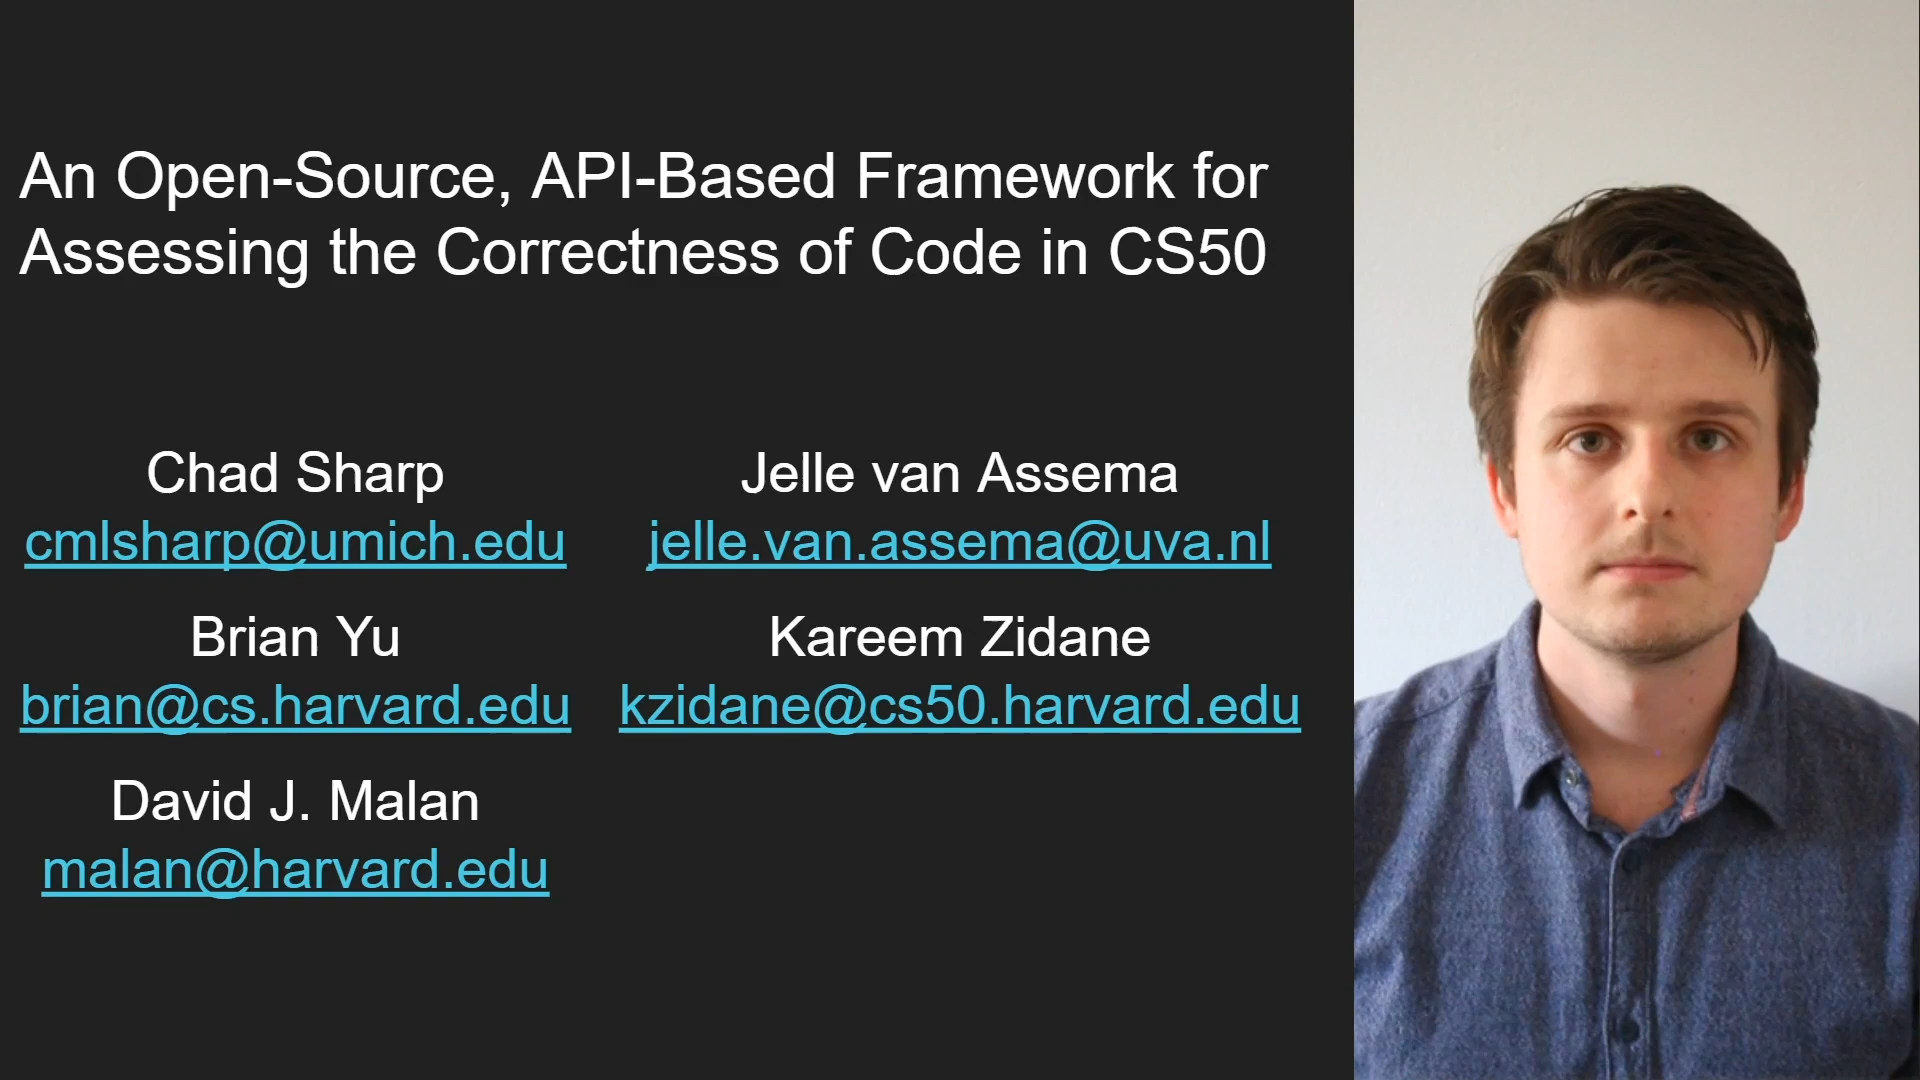 An Open-Source, API-Based Framework for
Assessing the Correctness of Code in CS50
Chad Sharp
cmlsharp@umich.edu
Jelle van Assema
jelle.van.assema@uva.nl
Brian Yu
brian@cs.harvard.edu
Kareem Zidane
kzidane@cs50.harvard.edu
David J. Malan
malan@harvard.edu